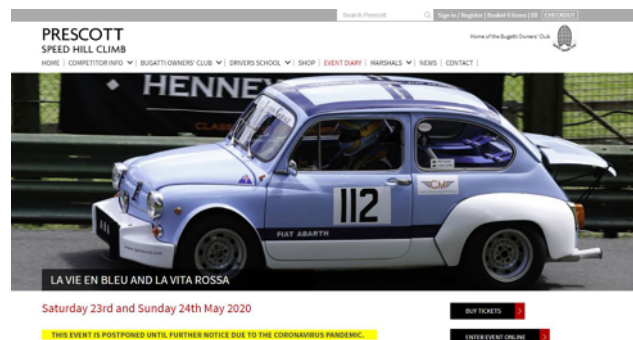 Search Prescott
Sign in / Register | Basket 0 items | £0 | CHECKOUT
PRESCOTT
SPEED HILL CLIMB
Home of the Bugatti Owners' Club
HOME | COMPETITOR INFO | BUGATTI OWNERS' CLUB | DRIVERS SCHOOL | SHOP | EVENT DIARY | MARSHALS | NEWS | CONTACT |
HENNE
CLASS
112
CM
FIAT ABARTH
LA VIE EN BLEU AND LA VITA ROSSA
Saturday 23rd and Sunday 24th May 2020
BUY TICKETS
THIS EVENT IS POSTPONED UNTIL FURTHER NOTICE DUE TO THE CORONAVIRUS PANDEMIC.
ENTER EVENT ONLINE